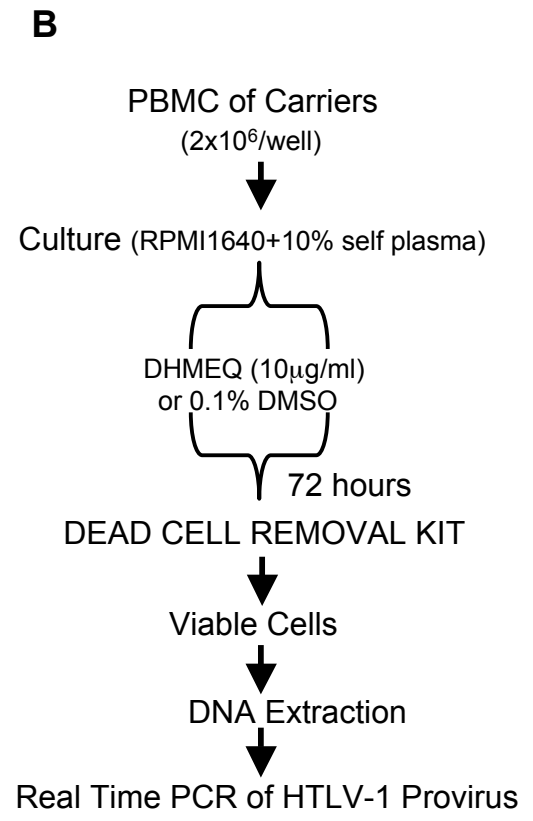 B
PBMC of Carriers
(2x10⁶/well)
Culture (RPMI1640+10% self plasma)
DHMEQ (10μg/ml)
or 0.1% DMSO
72 hours
DEAD CELL REMOVAL KIT
Viable Cells
DNA Extraction
Real Time PCR of HTLV-1 Provirus